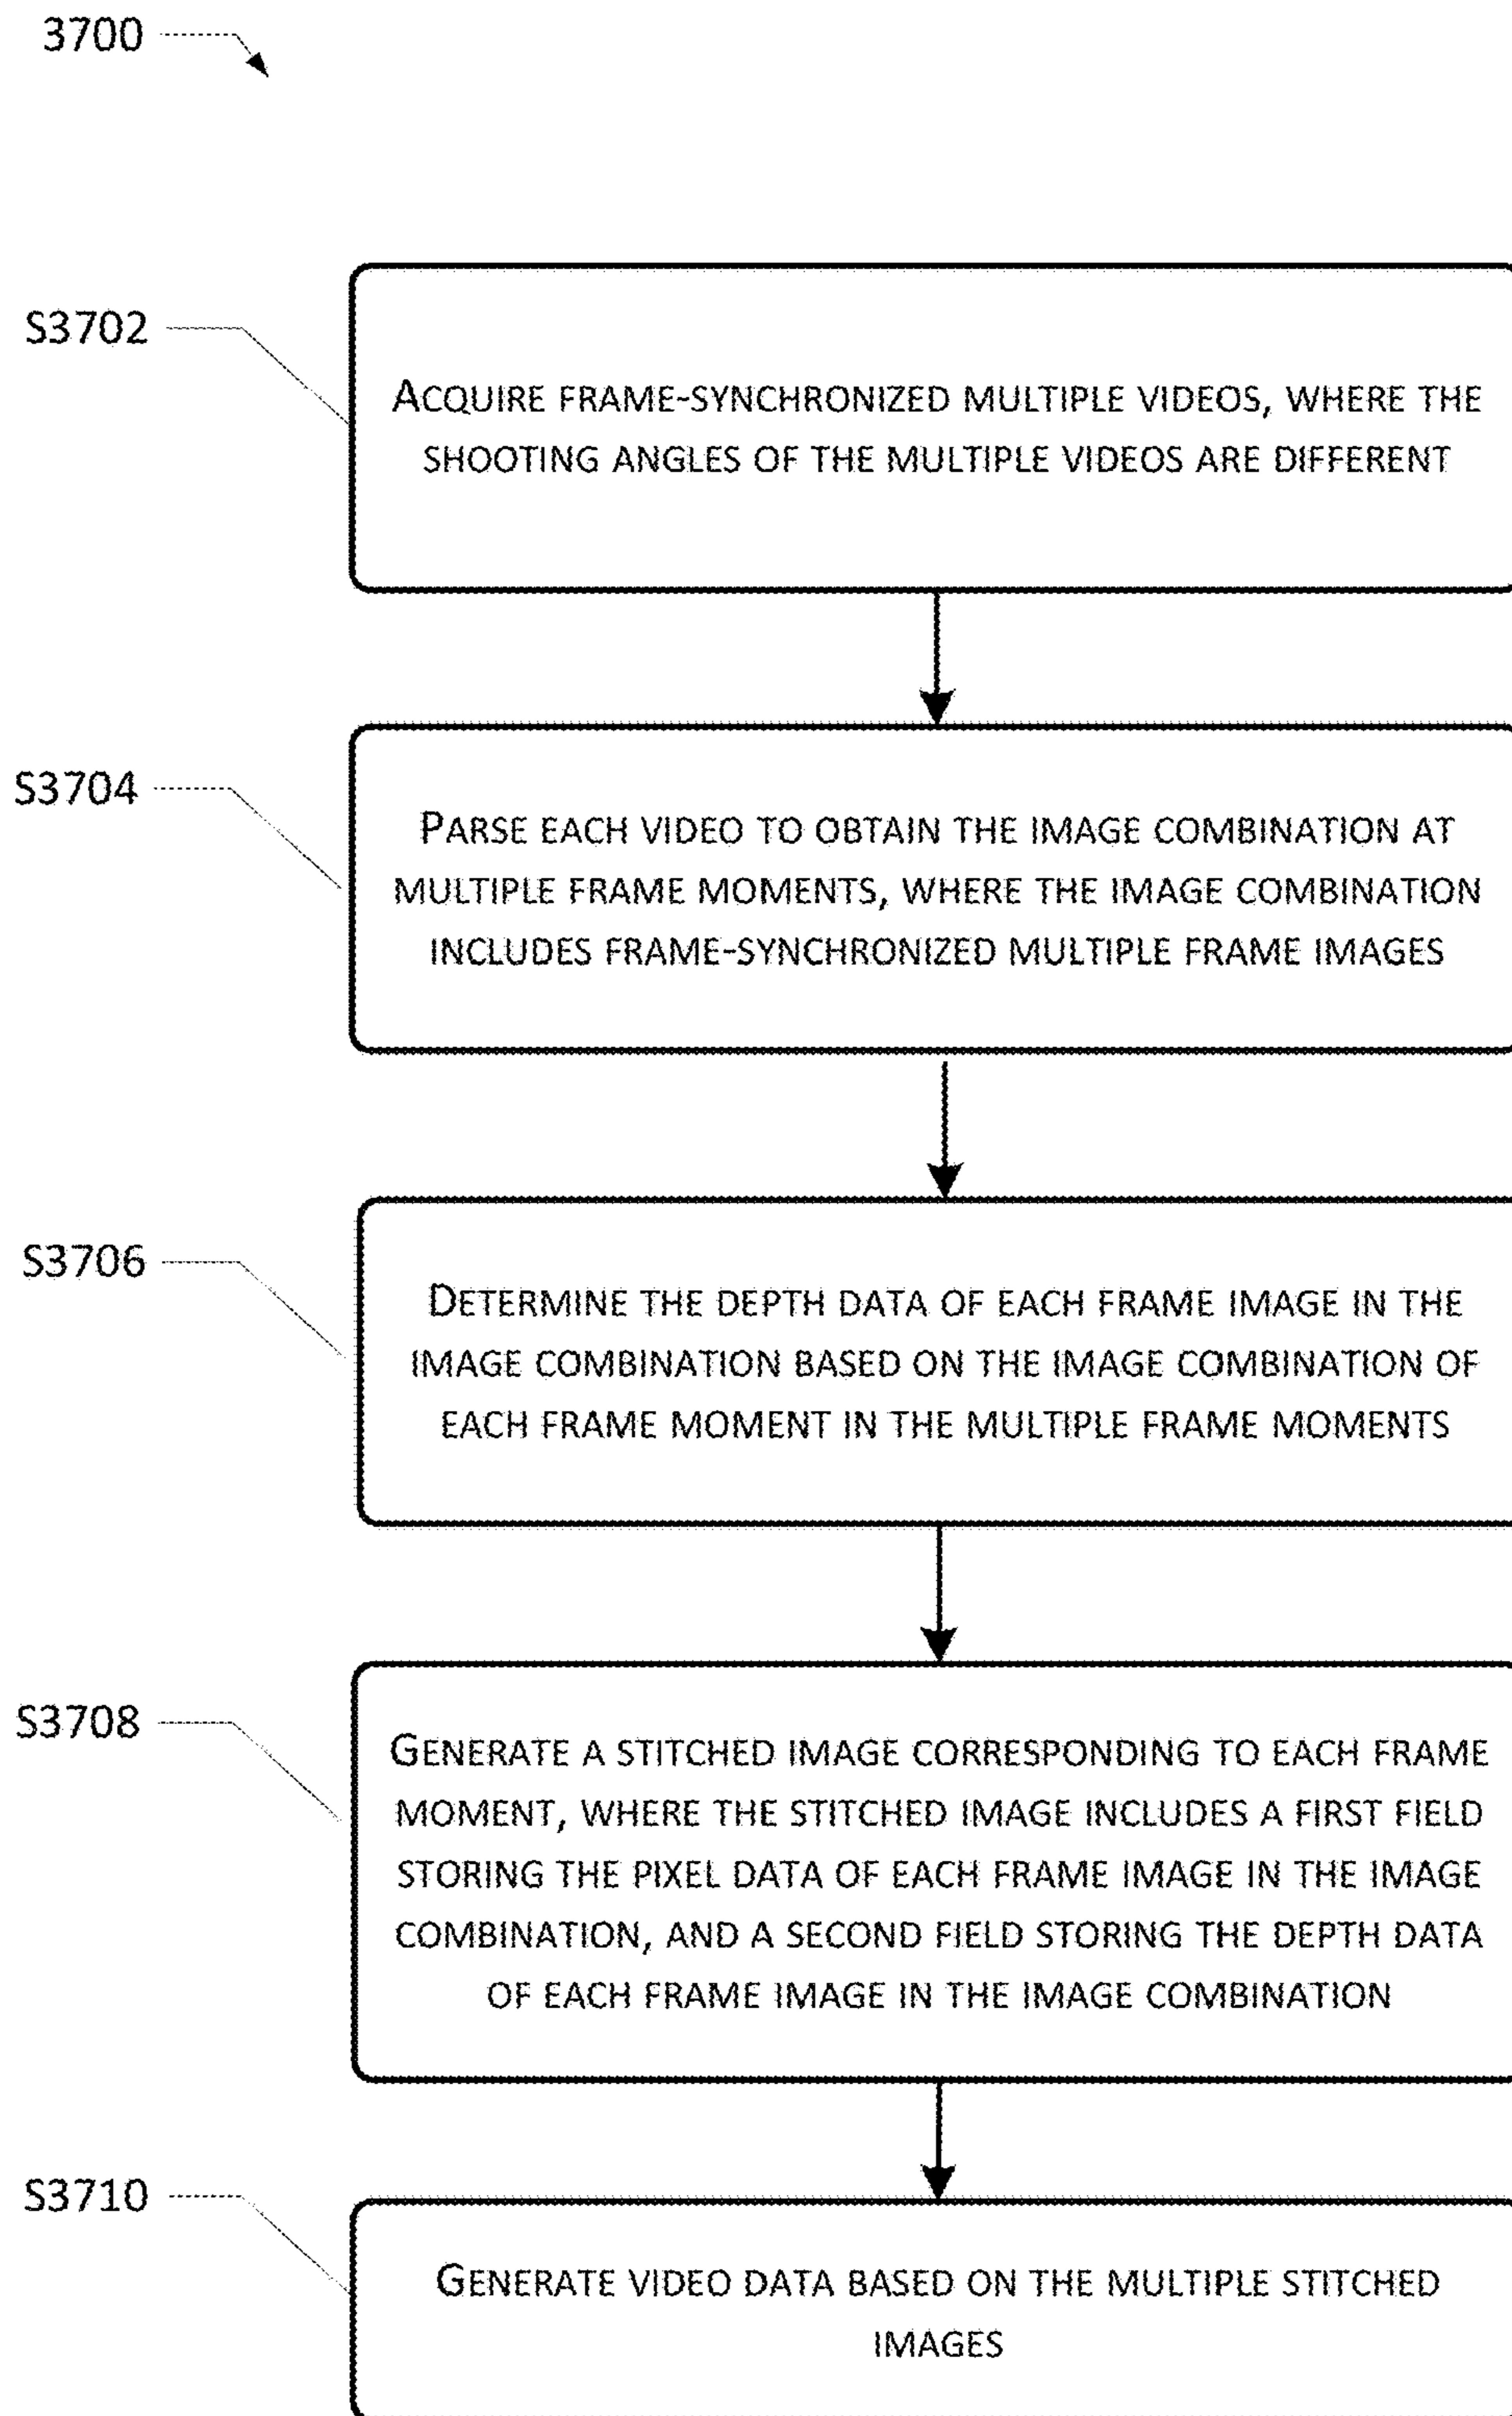 3700
S3702
ACQUIRE FRAME-SYNCHRONIZED MULTIPLE VIDEOS, WHERE THE
SHOOTING ANGLES OF THE MULTIPLE VIDEOS ARE DIFFERENT
S3704
PARSE EACH VIDEO TO OBTAIN THE IMAGE COMBINATION AT
MULTIPLE FRAME MOMENTS, WHERE THE IMAGE COMBINATION
INCLUDES FRAME-SYNCHRONIZED MULTIPLE FRAME IMAGES
S3706
DETERMINE THE DEPTH DATA OF EACH FRAME IMAGE IN THE
IMAGE COMBINATION BASED ON THE IMAGE COMBINATION OF
EACH FRAME MOMENT IN THE MULTIPLE FRAME MOMENTS
S3708
GENERATE A STITCHED IMAGE CORRESPONDING TO EACH FRAME
MOMENT, WHERE THE STITCHED IMAGE INCLUDES A FIRST FIELD
STORING THE PIXEL DATA OF EACH FRAME IMAGE IN THE IMAGE
COMBINATION, AND A SECOND FIELD STORING THE DEPTH DATA
OF EACH FRAME IMAGE IN THE IMAGE COMBINATION
S3710
GENERATE VIDEO DATA BASED ON THE MULTIPLE STITCHED
IMAGES